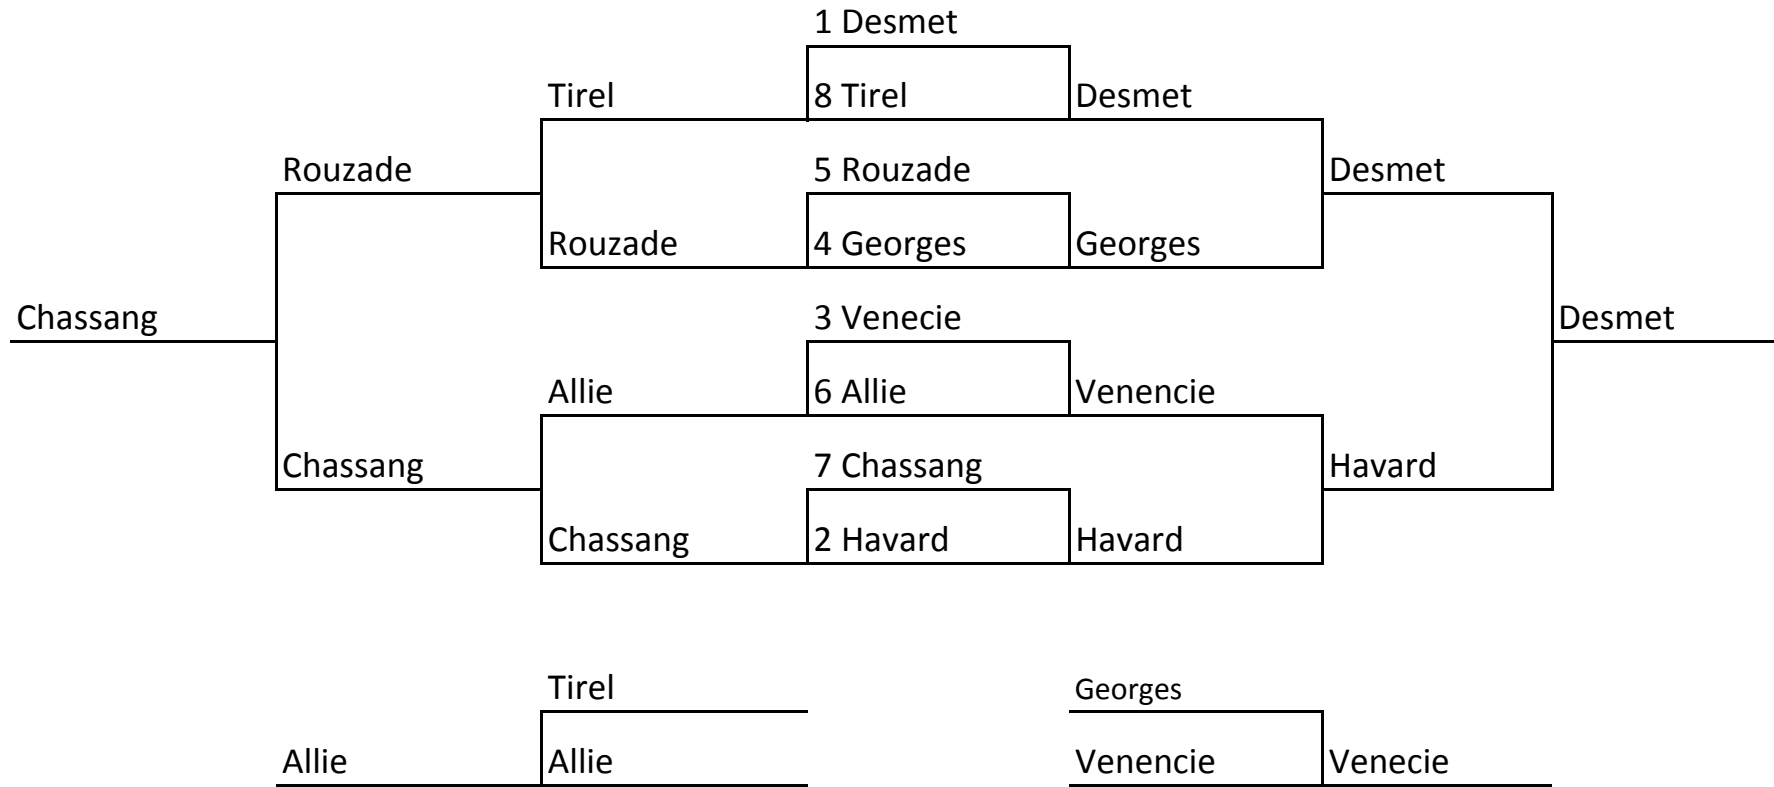 1 Desmet
Tirel 8 Tirel Desmet
Rouzade 5 Rouzade Desmet
Rouzade 4 Georges Georges
Chassang 3 Venecie Desmet
Allie 6 Allie Venencie
Chassang 7 Chassang Havard
Chassang 2 Havard Havard
Tirel Georges
Allie Allie Venencie Venecie